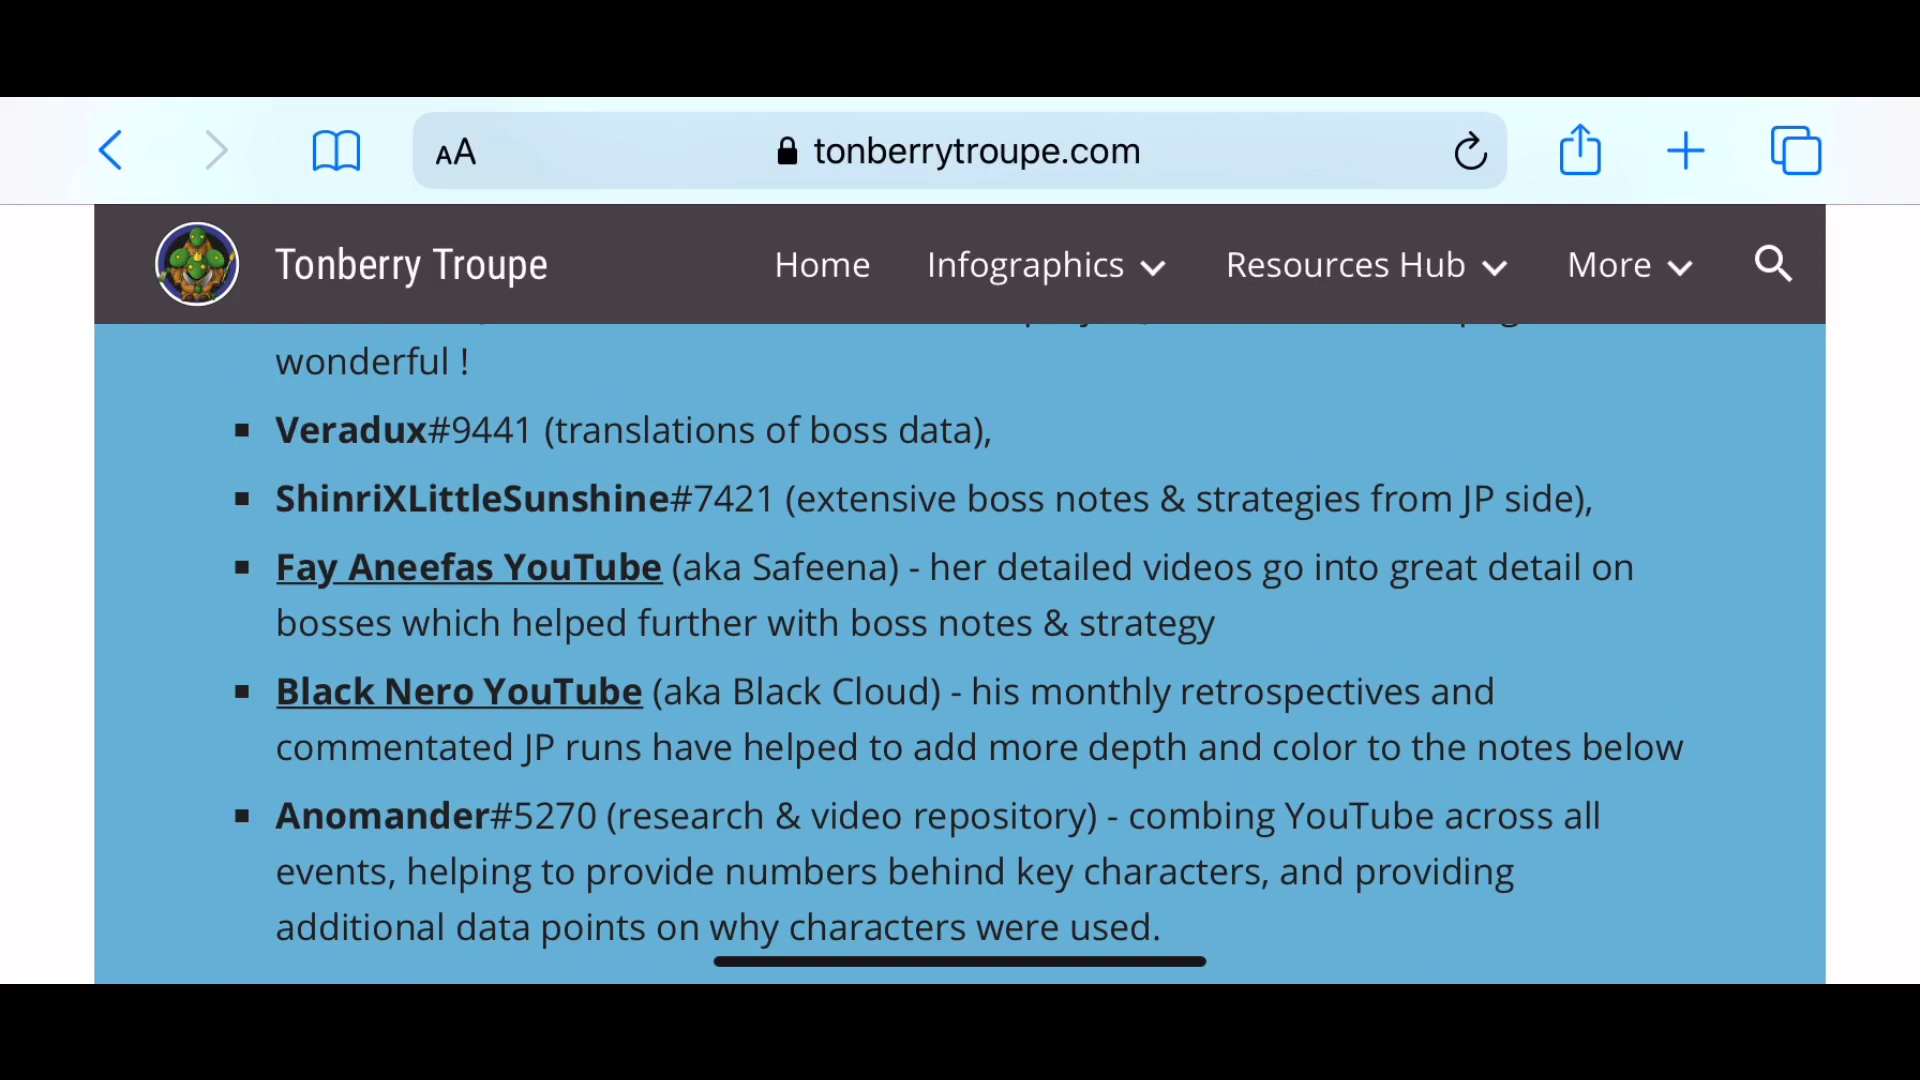 AA
tonberrytroupe.com
Tonberry Troupe
Home
Infographics
Resources Hub
More
wonderful !
Veradux#9441 (translations of boss data),
ShinriXLittleSunshine#7421 (extensive boss notes & strategies from JP side),
Fay Aneefas YouTube (aka Safeena) - her detailed videos go into great detail on
bosses which helped further with boss notes & strategy
Black Nero YouTube (aka Black Cloud) - his monthly retrospectives and
commentated JP runs have helped to add more depth and color to the notes below
Anomander#5270 (research & video repository) - combing YouTube across all
events, helping to provide numbers behind key characters, and providing
additional data points on why characters were used.